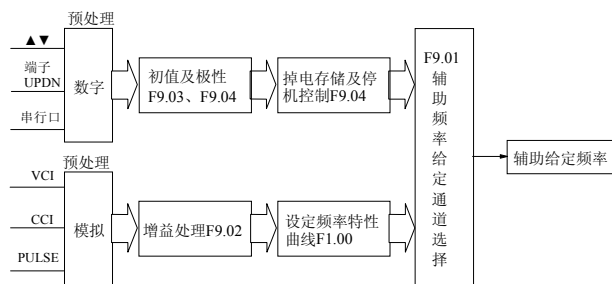 预处理
▲▼
端子
UPDN
串行口
数字
初值及极性
F9.03、F9.04
掉电存储及停
机控制F9.04
预处理
VCI
CCI
PULSE
模拟
增益处理F9.02
设定频率特性
曲线F1.00
F9.01
辅
助
频
率
给
定
通
道
选
择
辅助给定频率